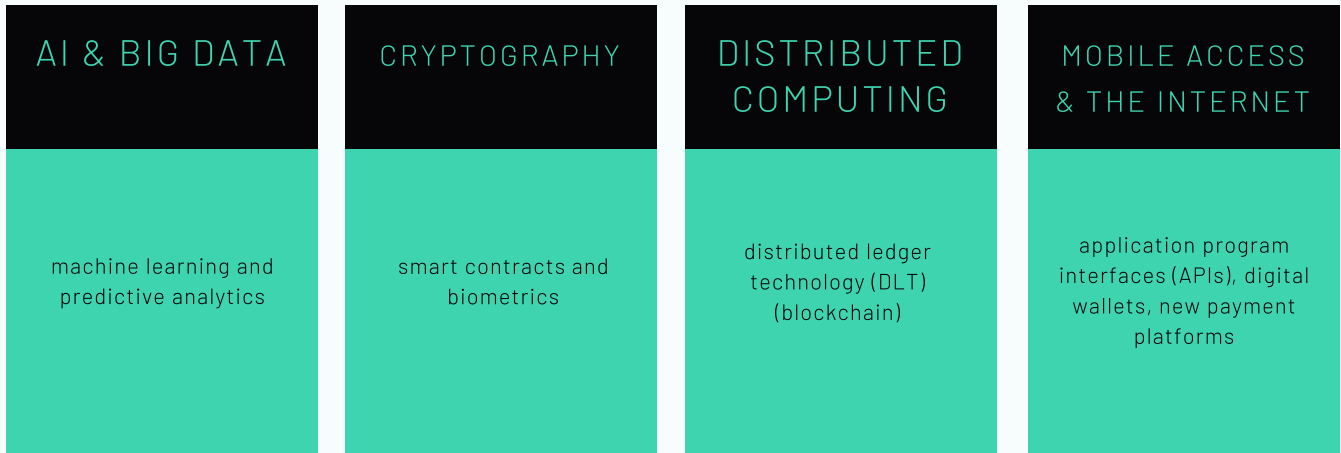 AI & BIG DATA
machine learning and
predictive analytics
CRYPTOGRAPHY
smart contracts and
biometrics
DISTRIBUTED
COMPUTING
distributed ledger
technology (DLT)
(blockchain)
MOBILE ACCESS
& THE INTERNET
application program
interfaces (APIs), digital
wallets, new payment
platforms